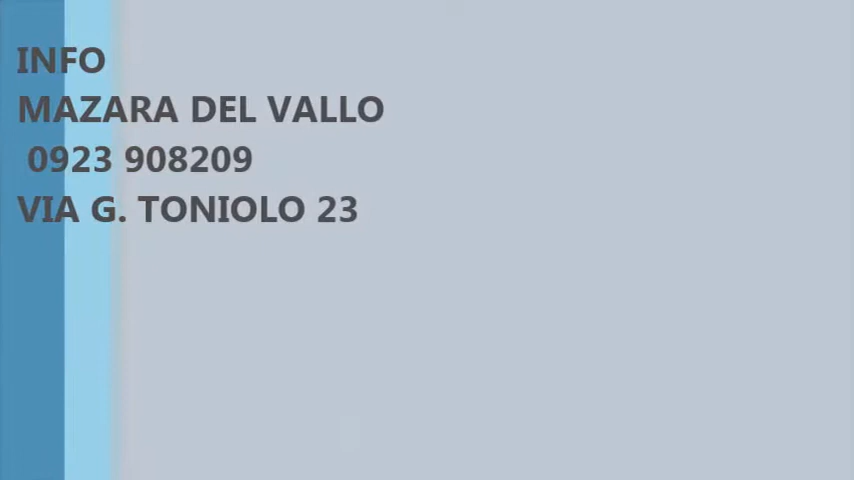 INFO
MAZARA DEL VALLO
0923 908209
VIA G. TONIOLO 23